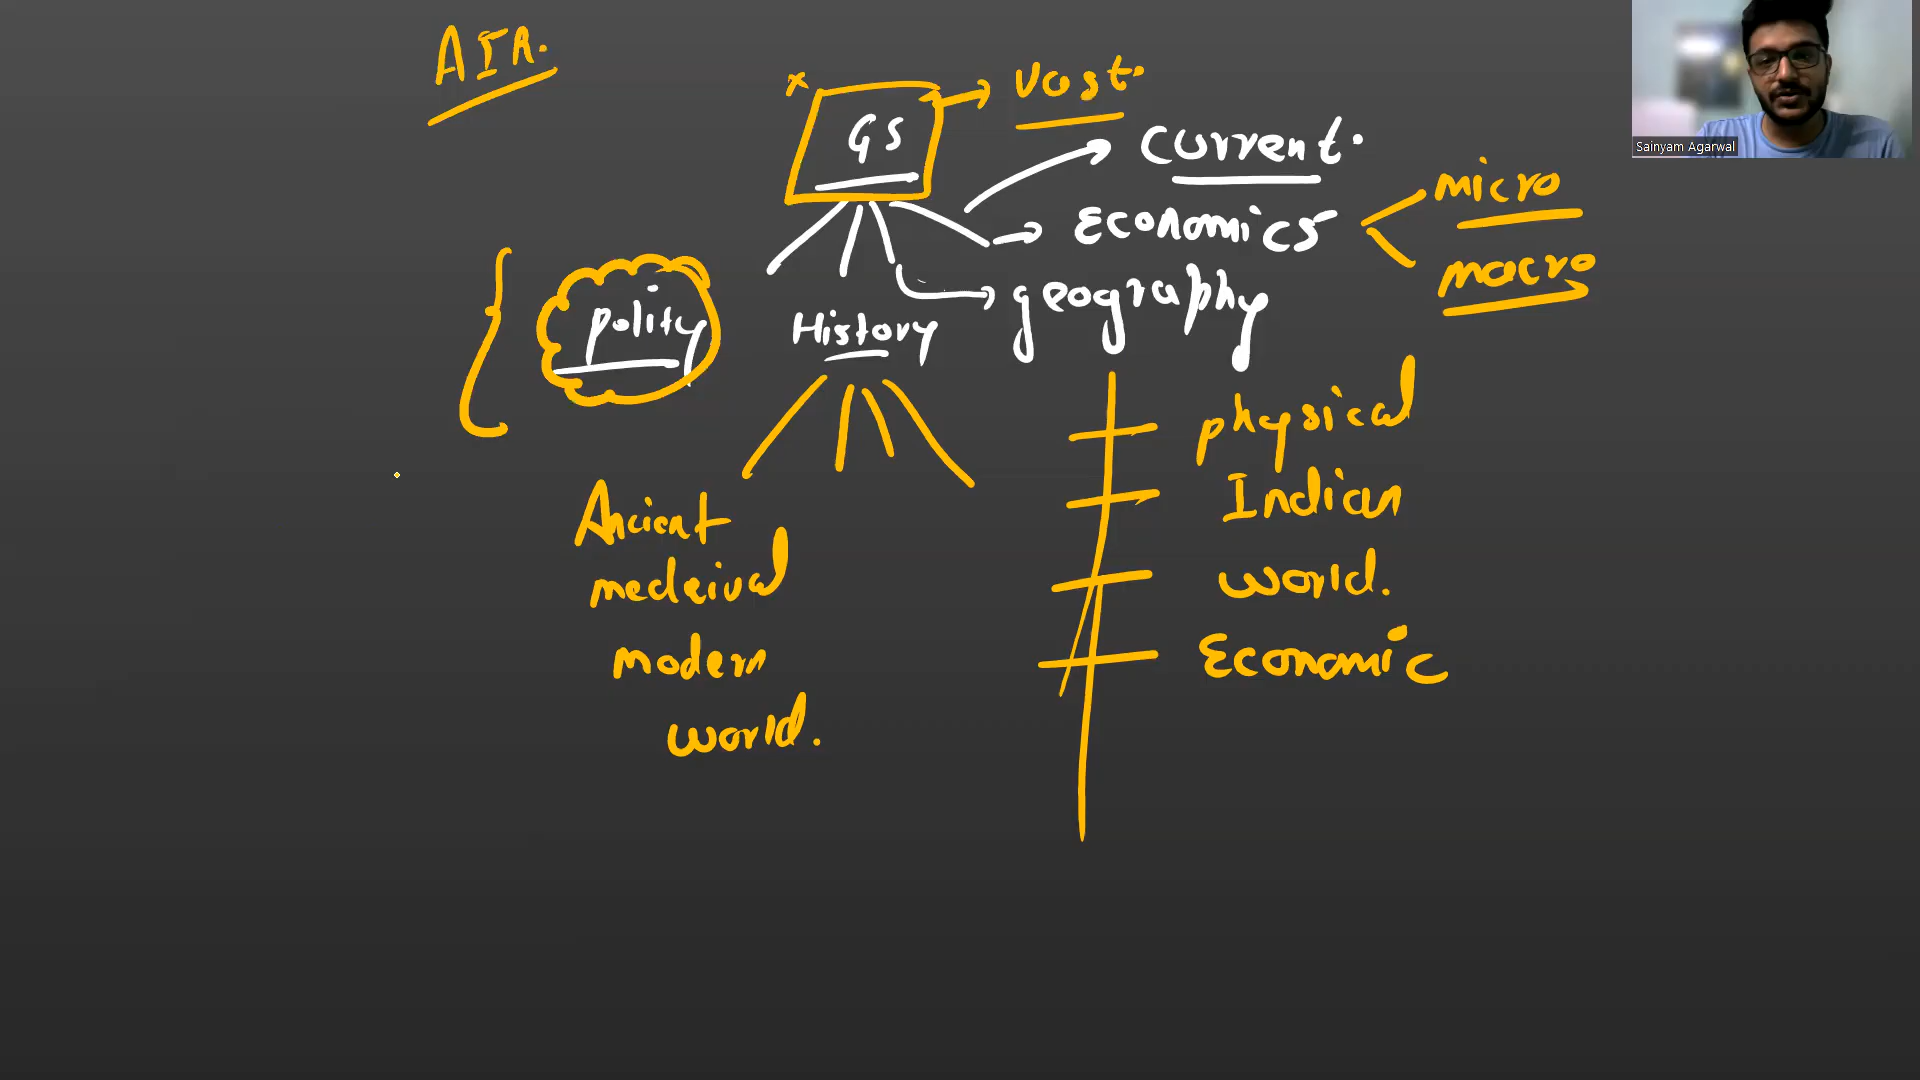 AIR.
x
GS
Vast.
Current.
Economics
micro
macro
geography
polity
History
physical
Indian
world.
Economic
Ancient
medeival
modern
world.
Sainyam Agarwal